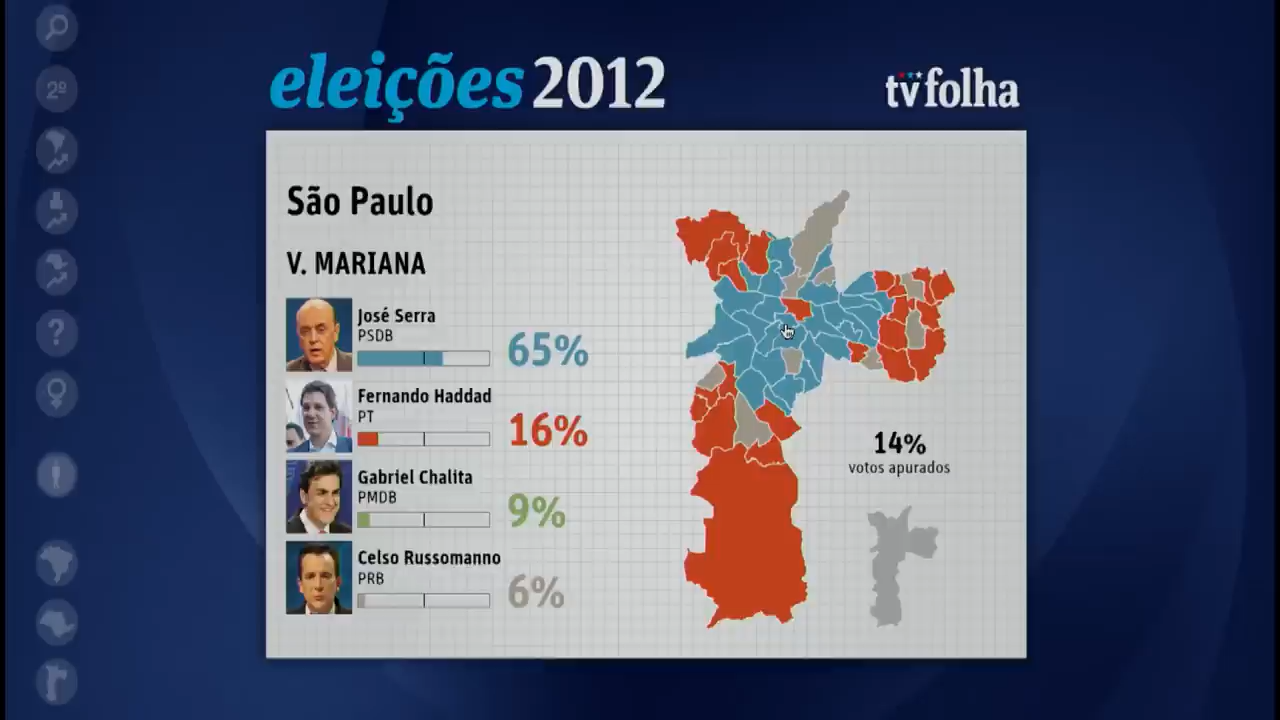 eleições 2012
tvfolha
São Paulo
V. MARIANA
José Serra
PSDB
65%
Fernando Haddad
PT
16%
Gabriel Chalita
PMDB
9%
Celso Russomanno
PRB
6%
14%
votos apurados
2º
?